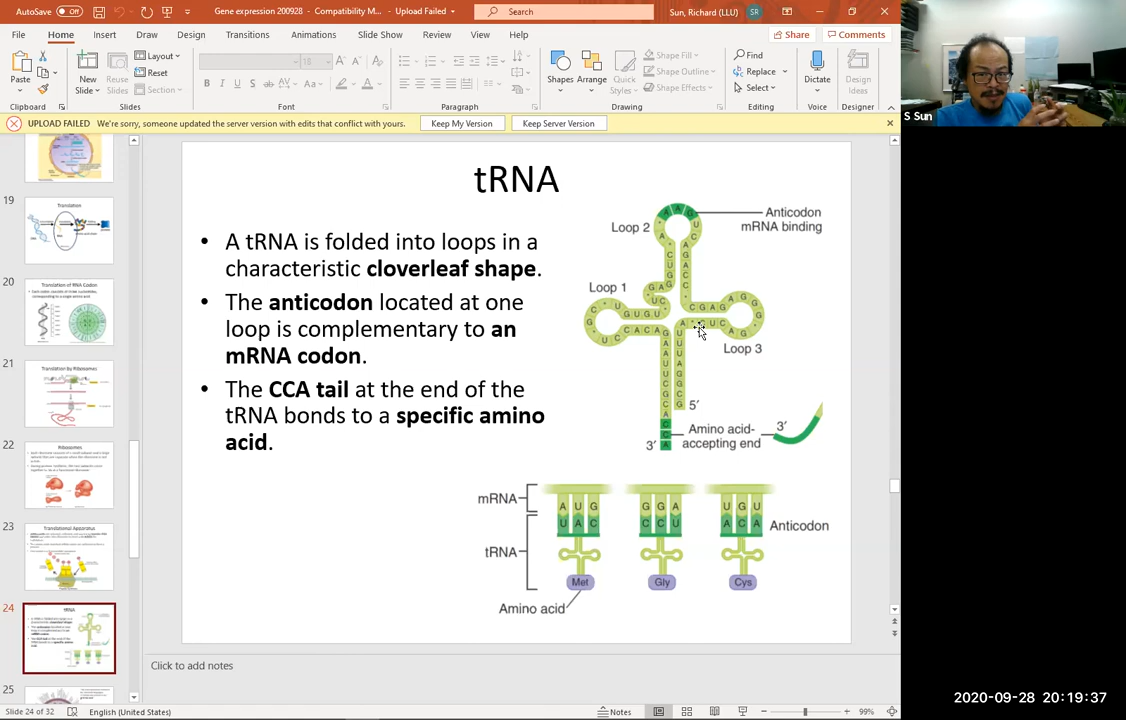 AutoSave Off
Gene expression 200928 - Compatibility M... - Upload Failed
Search
Sun, Richard (LLU) SR
File Home Insert Draw Design Transitions Animations Slide Show Review View Help
Share Comments
Paste
New
Slide
Layout
Reuse
Slides
Reset
Section
Shapes Arrange
Quick
Styles
Shape Fill
Shape Outline
Shape Effects
Find
Replace
Select
Dictate
Design
Ideas
Clipboard Slides Font Paragraph Drawing Editing Voice Designer
S Sun
UPLOAD FAILED We're sorry, someone updated the server version with edits that conflict with yours. Keep My Version Keep Server Version
19
Translation
20
Translation of RNA Codon
21
Translation by Ribosomes
22
Ribosomes
23
Translational Apparatus
24
tRNA
25
tRNA
• A tRNA is folded into loops in a
characteristic cloverleaf shape.
• The anticodon located at one
loop is complementary to an
mRNA codon.
• The CCA tail at the end of the
tRNA bonds to a specific amino
acid.
Loop 2
Anticodon
mRNA binding
Loop 1
Loop 3
5'
3'
Amino acid-
accepting end
3'
mRNA
A U G G G A U G U
U A C C C U A C A
Anticodon
tRNA
Met Gly Cys
Amino acid
Click to add notes
Slide 24 of 32 English (United States) Notes 99%
2020-09-28 20:19:37